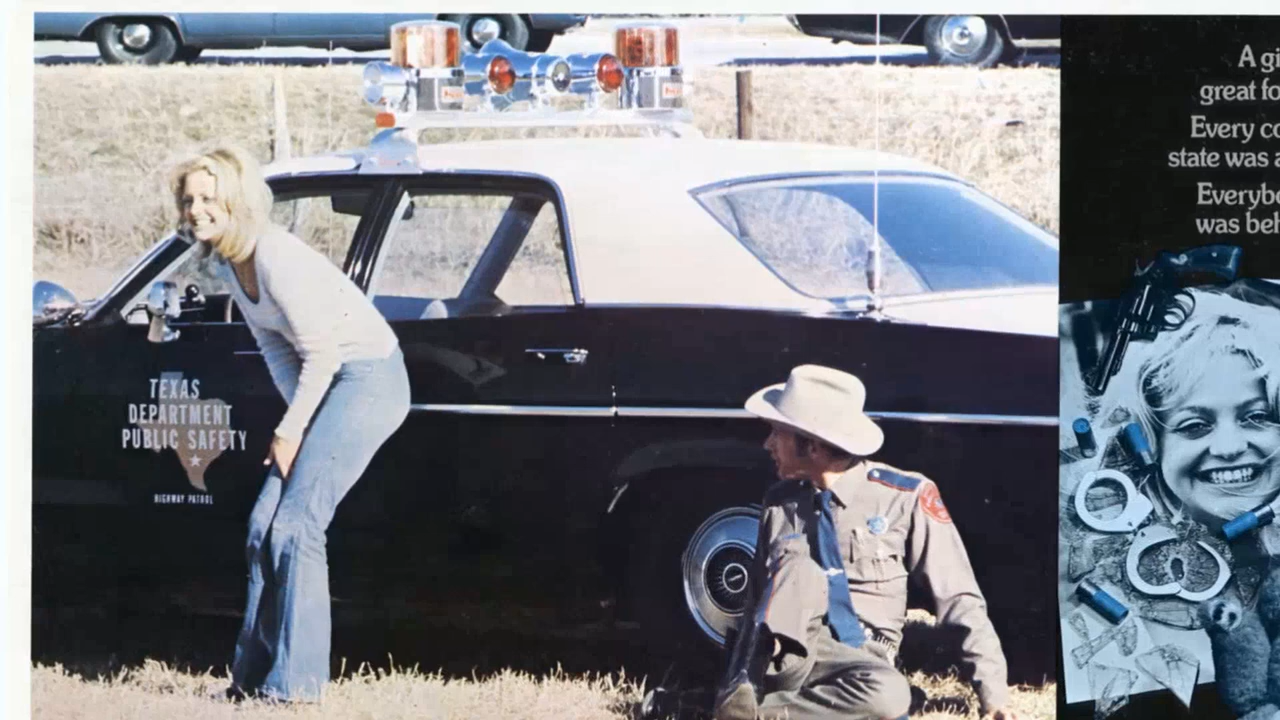 TEXAS
DEPARTMENT
PUBLIC SAFETY
HIGHWAY PATROL
A gi
great fo
Every co
state was a
Everybo
was beh